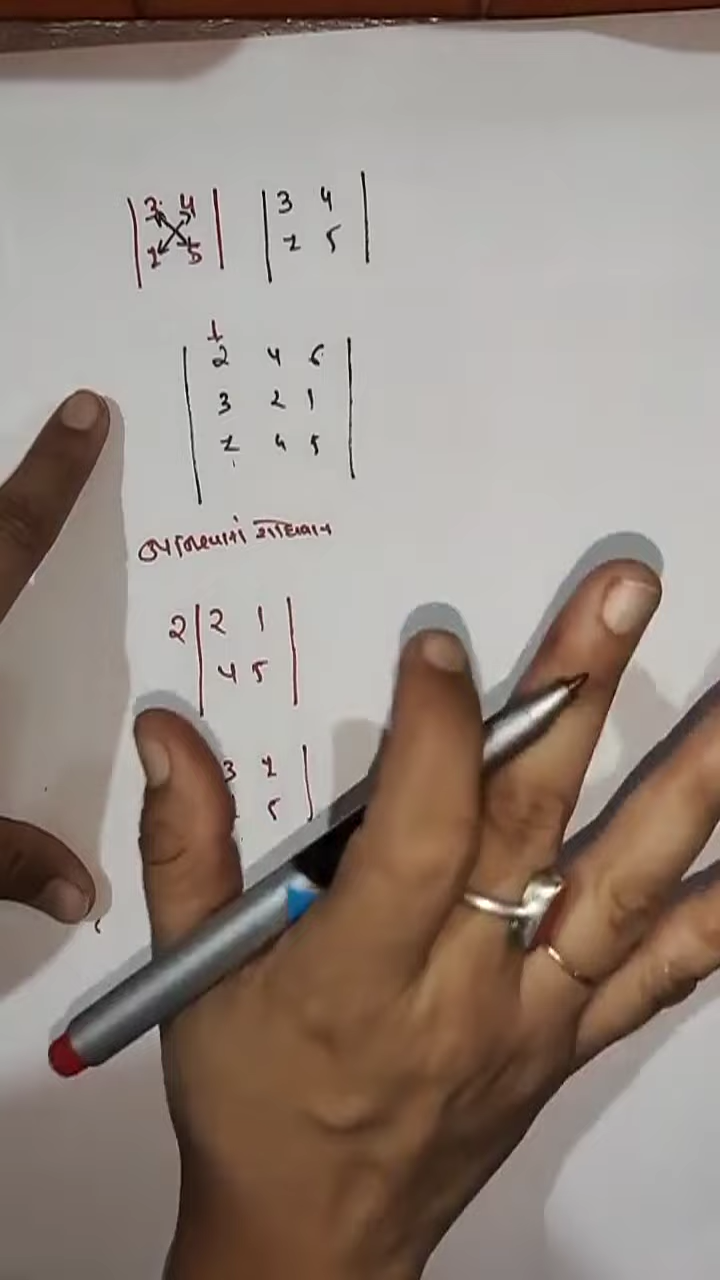 | 3 4 | | 3 4 |
| 2 5 | | 2 5 |
+
| 2 4 6 |
| 3 2 1 |
| 2 4 5 |
2 | 2 1 |
| 4 5 |
3 2 |
5 |